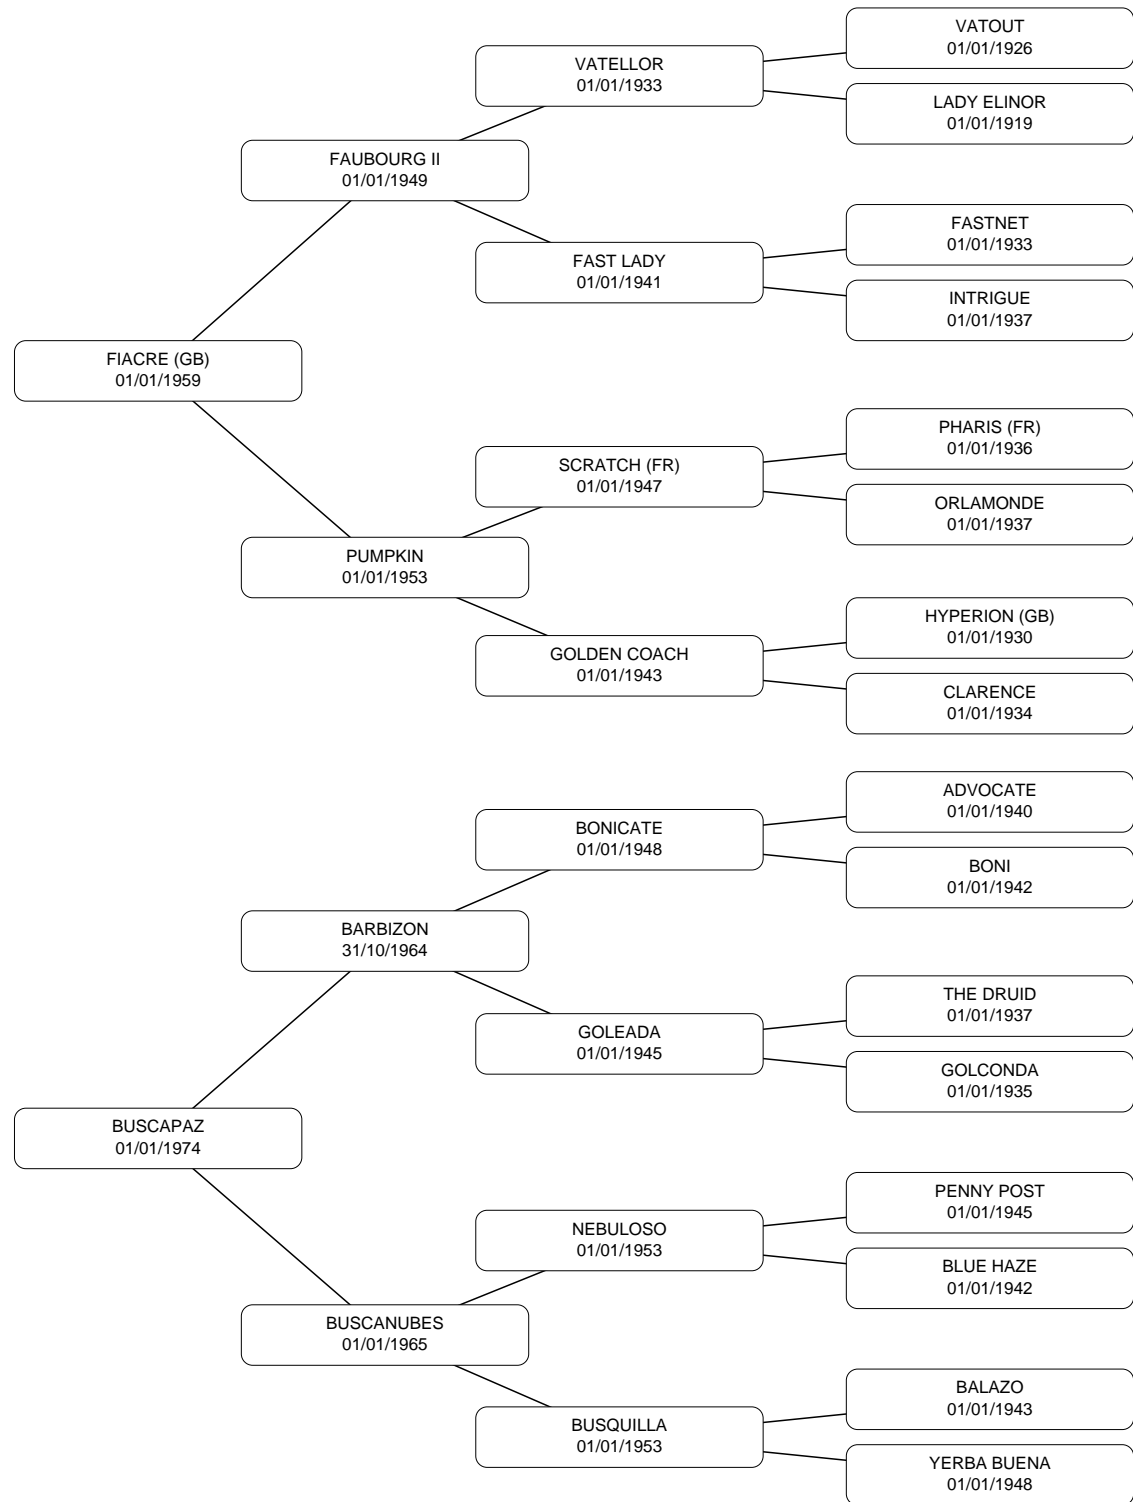 VATOUT
01/01/1926
VATELLOR
01/01/1933
LADY ELINOR
01/01/1919
FAUBOURG II
01/01/1949
FASTNET
01/01/1933
FAST LADY
01/01/1941
INTRIGUE
01/01/1937
FIACRE (GB)
01/01/1959
PHARIS (FR)
01/01/1936
SCRATCH (FR)
01/01/1947
ORLAMONDE
01/01/1937
PUMPKIN
01/01/1953
HYPERION (GB)
01/01/1930
GOLDEN COACH
01/01/1943
CLARENCE
01/01/1934
ADVOCATE
01/01/1940
BONICATE
01/01/1948
BONI
01/01/1942
BARBIZON
31/10/1964
THE DRUID
01/01/1937
GOLEADA
01/01/1945
GOLCONDA
01/01/1935
BUSCAPAZ
01/01/1974
PENNY POST
01/01/1945
NEBULOSO
01/01/1953
BLUE HAZE
01/01/1942
BUSCANUBES
01/01/1965
BALAZO
01/01/1943
BUSQUILLA
01/01/1953
YERBA BUENA
01/01/1948